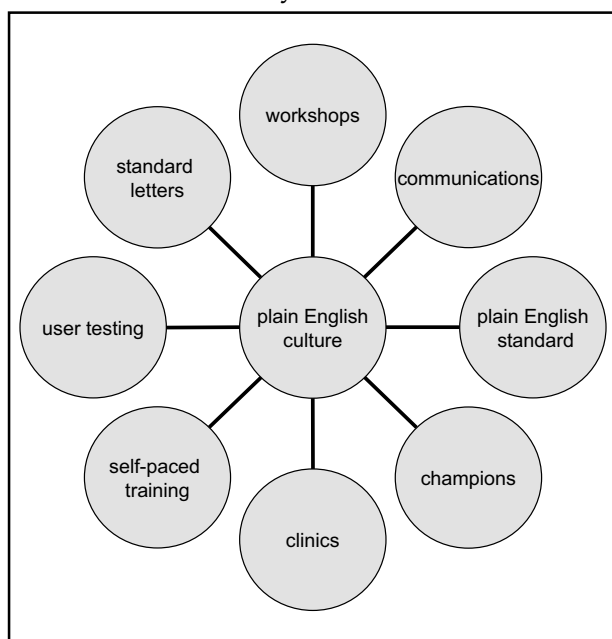 workshops
communications
plain English
standard
champions
clinics
self-paced
training
user testing
standard
letters
plain English
culture